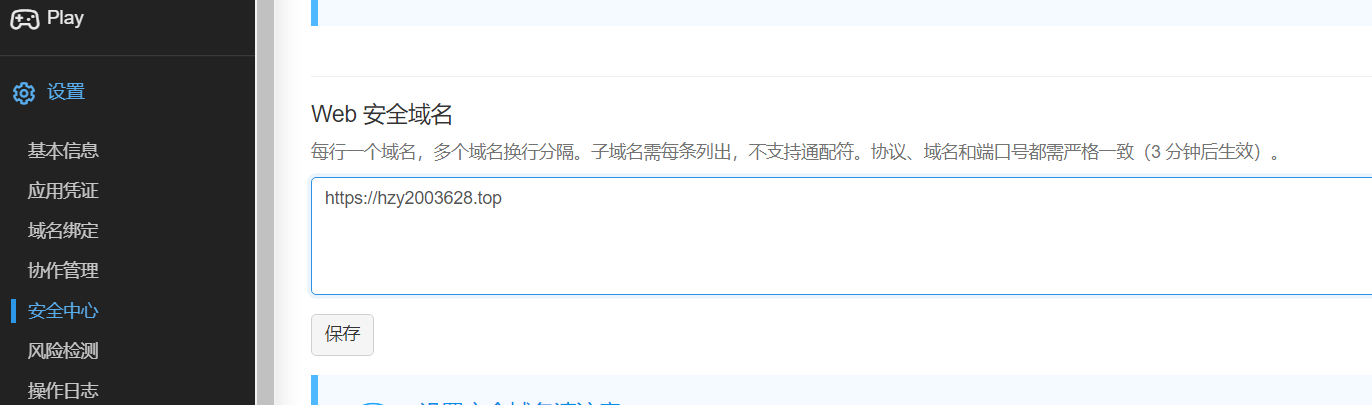 Play
设置
基本信息
应用凭证
域名绑定
协作管理
安全中心
风险检测
操作日志
Web 安全域名
每行一个域名，多个域名换行分隔。子域名需每条列出，不支持通配符。协议、域名和端口号都需严格一致（3 分钟后生效）。
https://hzy2003628.top
保存